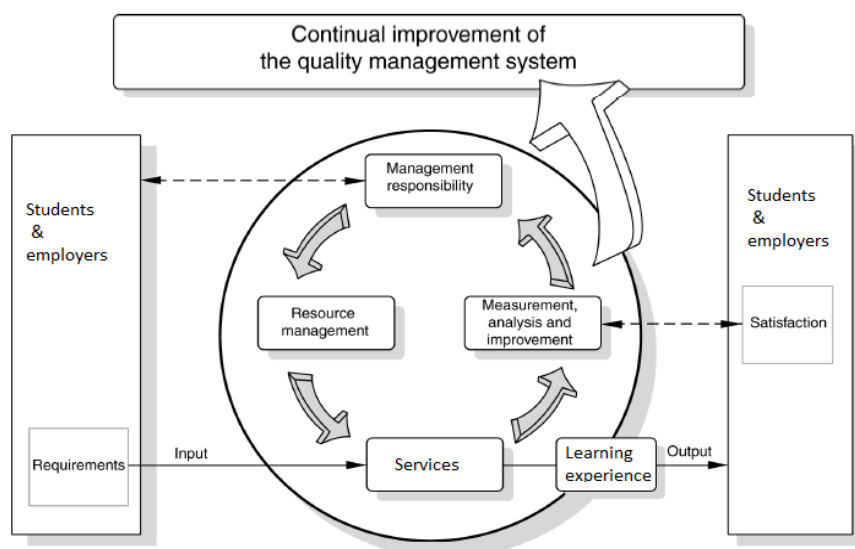 Continual improvement of
the quality management system
Management
responsibility
Students
&
employers
Students
&
employers
Resource
management
Measurement,
analysis and
improvement
Satisfaction
Requirements
Input
Services
Learning
experience
Output